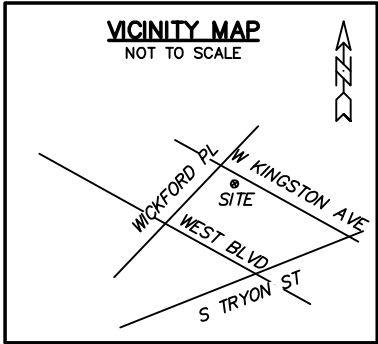 VICINITY MAP
NOT TO SCALE
N
WICKFORD PL
W KINGSTON AVE
SITE
WEST BLVD
S TRYON ST